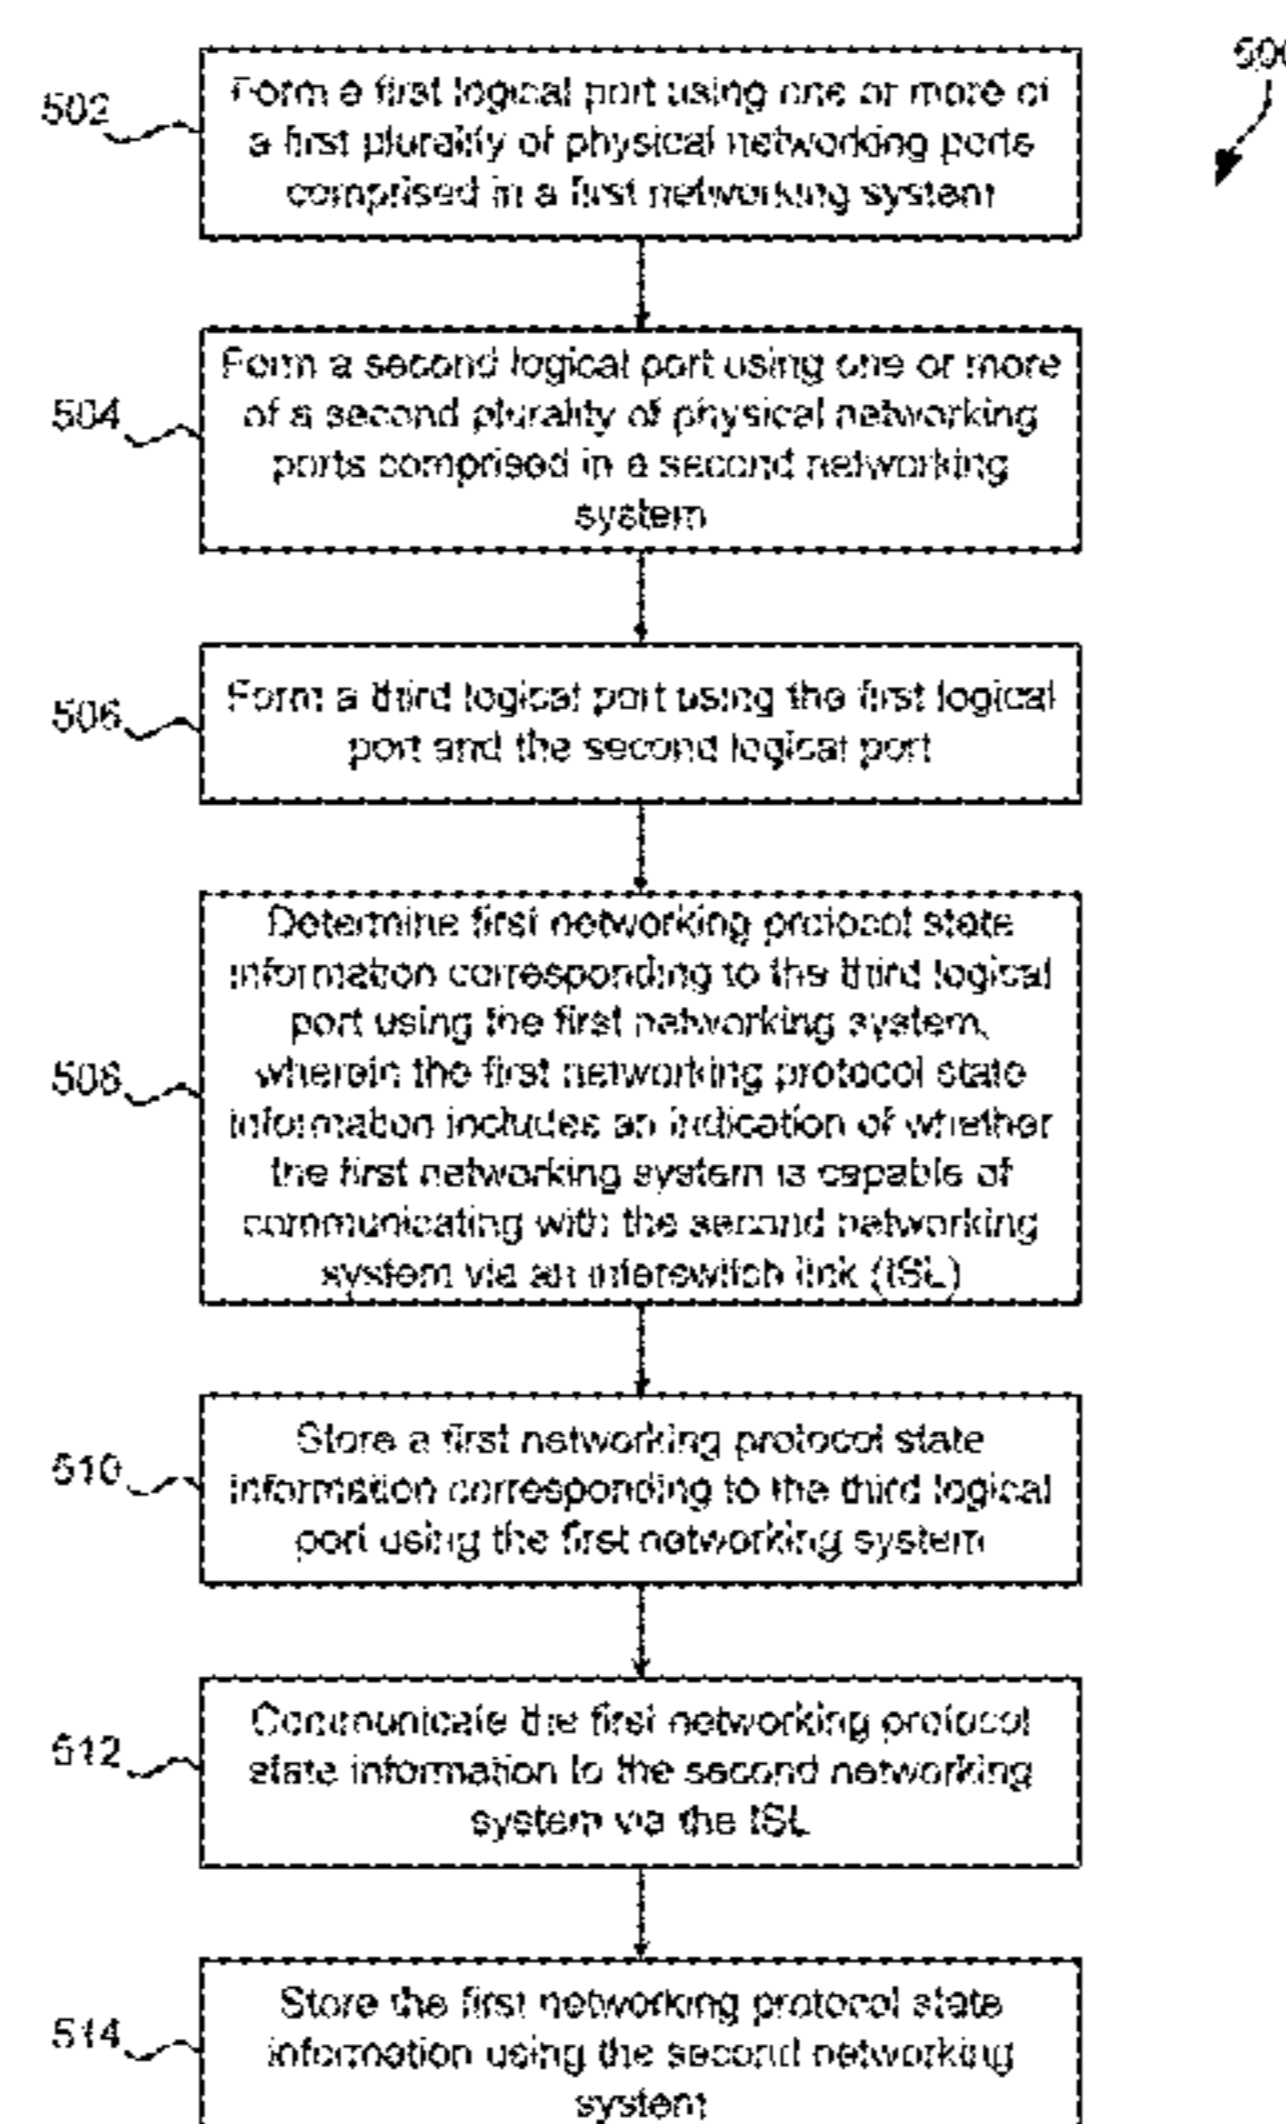 500
502
Form a first logical port using one or more of
a first plurality of physical networking ports
comprised in a first networking system
504
Form a second logical port using one or more
of a second plurality of physical networking
ports comprised in a second networking
system
506
Form a third logical port using the first logical
port and the second logical port
508
Determine first networking protocol state
information corresponding to the third logical
port using the first networking system,
wherein the first networking protocol state
information includes an indication of whether
the first networking system is capable of
communicating with the second networking
system via an interswitch link (ISL)
510
Store a first networking protocol state
information corresponding to the third logical
port using the first networking system
512
Communicate the first networking protocol
state information to the second networking
system via the ISL
514
Store the first networking protocol state
information using the second networking
system